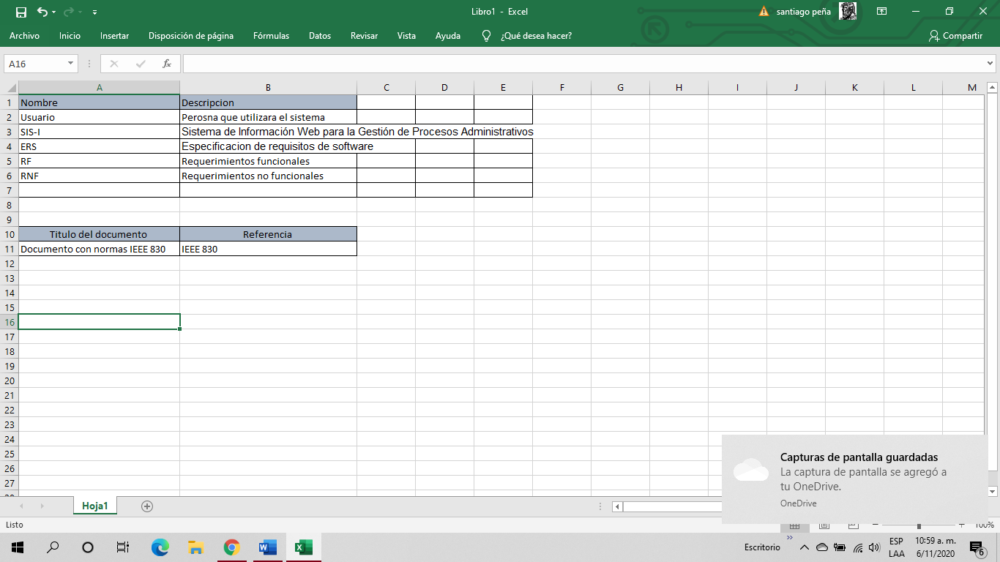 Libro1 - Excel
santiago peña
Archivo Inicio Insertar Disposición de página Fórmulas Datos Revisar Vista Ayuda ¿Qué desea hacer? Compartir
A16 fx
A B C D E F G H I J K L M
1 Nombre Descripcion
2 Usuario Perosna que utilizara el sistema
3 SIS-I Sistema de Información Web para la Gestión de Procesos Administrativos
4 ERS Especificacion de requisitos de software
5 RF Requerimientos funcionales
6 RNF Requerimientos no funcionales
7
8
9
10 Titulo del documento Referencia
11 Documento con normas IEEE 830 IEEE 830
12
13
14
15
16
17
18
19
20
21
22
23
24
25
26
27
Capturas de pantalla guardadas
La captura de pantalla se agregó a
tu OneDrive.
OneDrive
Hoja1
Listo
100%
Escritorio
ESP
LAA
10:59 a. m.
6/11/2020
6